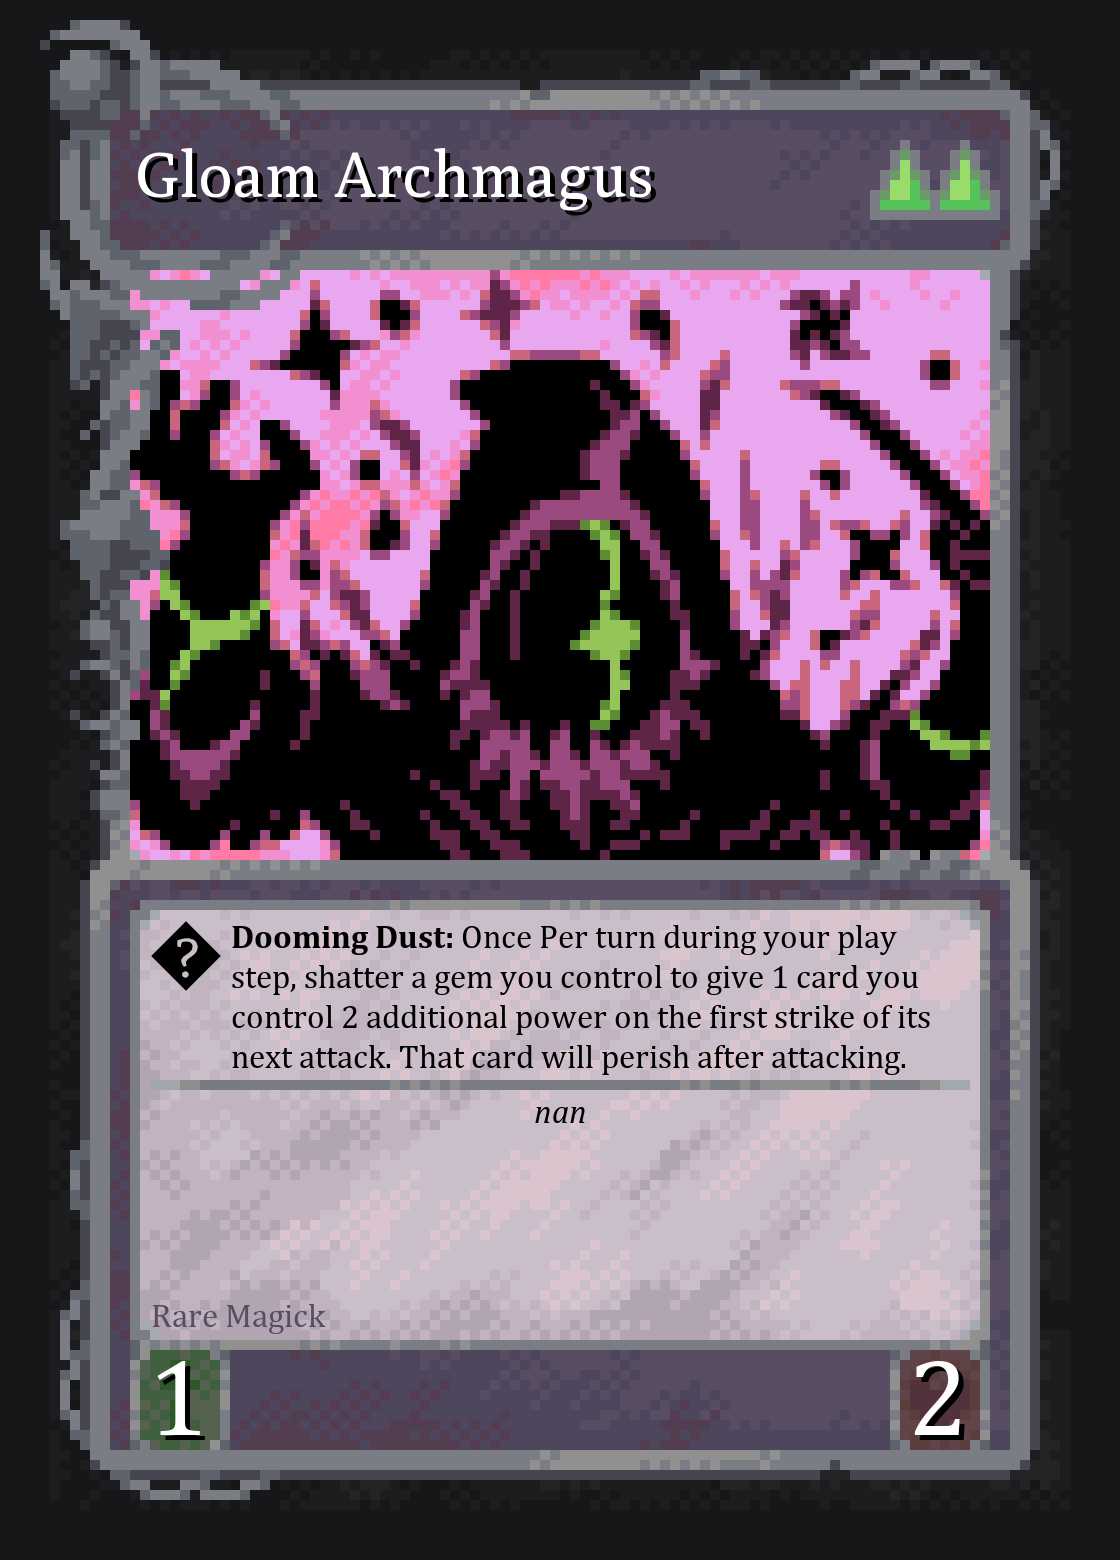 Gloam Archmagus
?
Dooming Dust: Once Per turn during your play
step, shatter a gem you control to give 1 card you
control 2 additional power on the first strike of its
next attack. That card will perish after attacking.
nan
Rare Magick
1
2